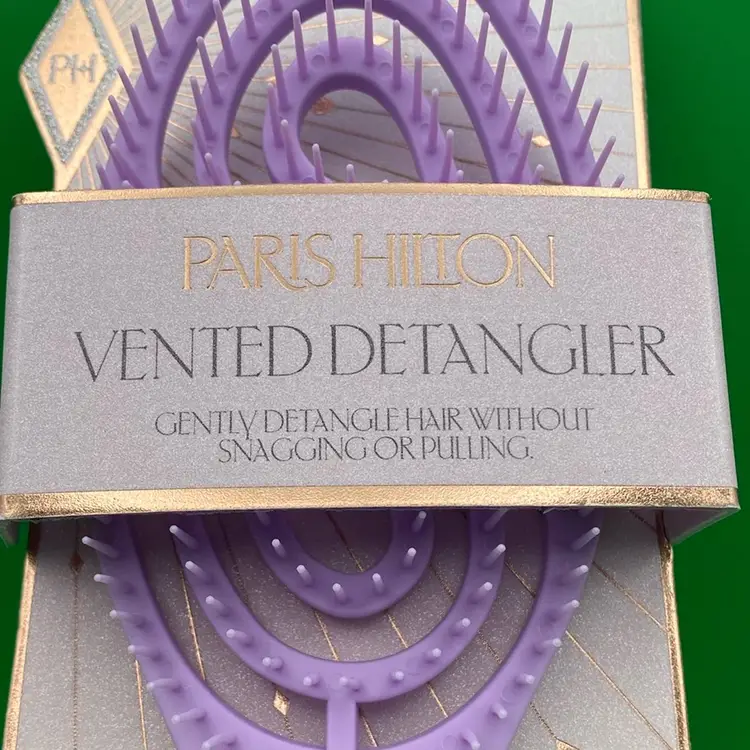 PH
PARIS HILTON
VENTED DETANGLER
GENTLY DETANGLE HAIR WITHOUT
SNAGGING OR PULLING.